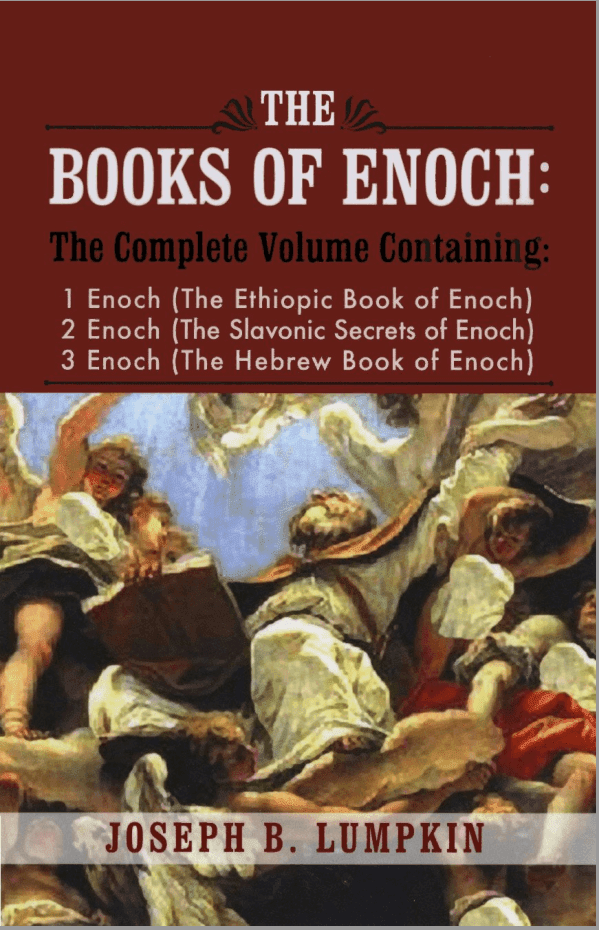 THE
BOOKS OF ENOCH:
The Complete Volume Containing:
1 Enoch (The Ethiopic Book of Enoch)
2 Enoch (The Slavonic Secrets of Enoch)
3 Enoch (The Hebrew Book of Enoch)
JOSEPH B. LUMPKIN